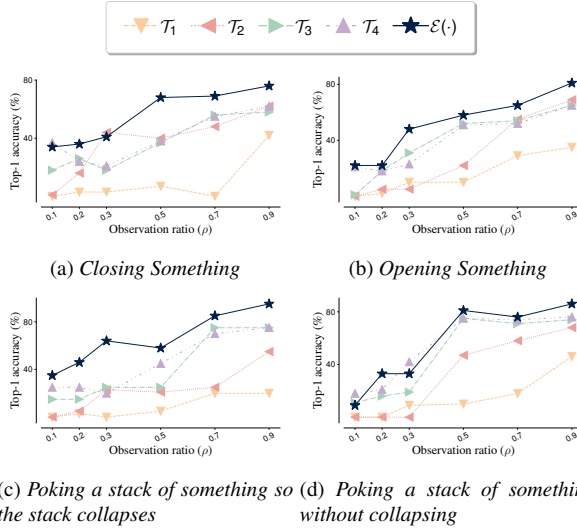 T1 T2 T3 T4 E(·)
80
40
Top-1 accuracy (%)
0.1 0.2 0.3 0.5 0.7 0.9
Observation ratio (ρ)
(a) Closing Something
80
40
Top-1 accuracy (%)
0.1 0.2 0.3 0.5 0.7 0.9
Observation ratio (ρ)
(b) Opening Something
80
40
Top-1 accuracy (%)
0.1 0.2 0.3 0.5 0.7 0.9
Observation ratio (ρ)
(c) Poking a stack of something so
the stack collapses
80
40
Top-1 accuracy (%)
0.1 0.2 0.3 0.5 0.7 0.9
Observation ratio (ρ)
(d) Poking a stack of somethin
without collapsing